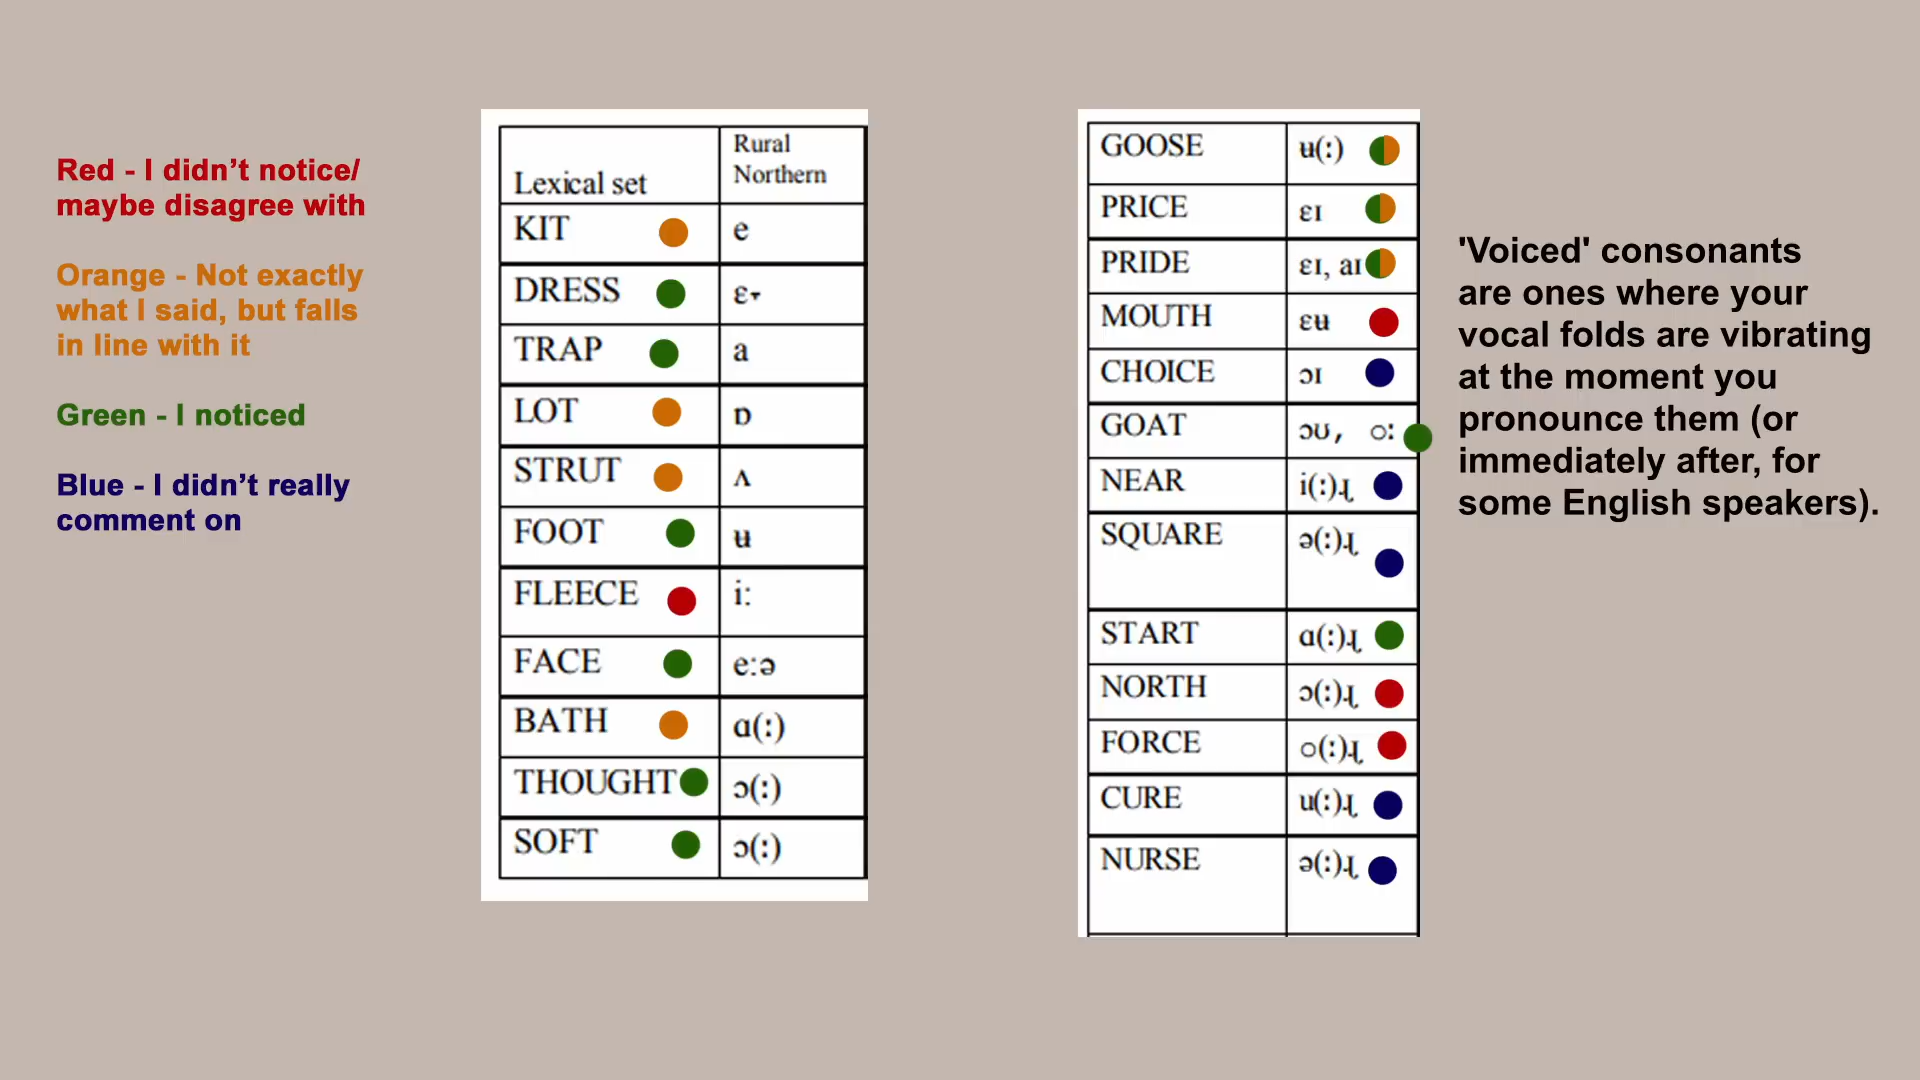 Red - I didn’t notice/
maybe disagree with
Orange - Not exactly
what I said, but falls
in line with it
Green - I noticed
Blue - I didn’t really
comment on
Lexical set Rural Northern
KIT e
DRESS ɛ˕
TRAP a
LOT ɒ
STRUT ʌ
FOOT ʉ
FLEECE i:
FACE e:ə
BATH ɑ(:)
THOUGHT ɔ(:)
SOFT ɔ(:)
GOOSE ʉ(:)
PRICE ɛɪ
PRIDE ɛɪ, aɪ
MOUTH ɛʉ
CHOICE ɔɪ
GOAT ɔʊ, o:
NEAR i(:)ɻ
SQUARE ə(:)ɻ
START ɑ(:)ɻ
NORTH ɔ(:)ɻ
FORCE o(:)ɻ
CURE u(:)ɻ
NURSE ə(:)ɻ
'Voiced' consonants
are ones where your
vocal folds are vibrating
at the moment you
pronounce them (or
immediately after, for
some English speakers).